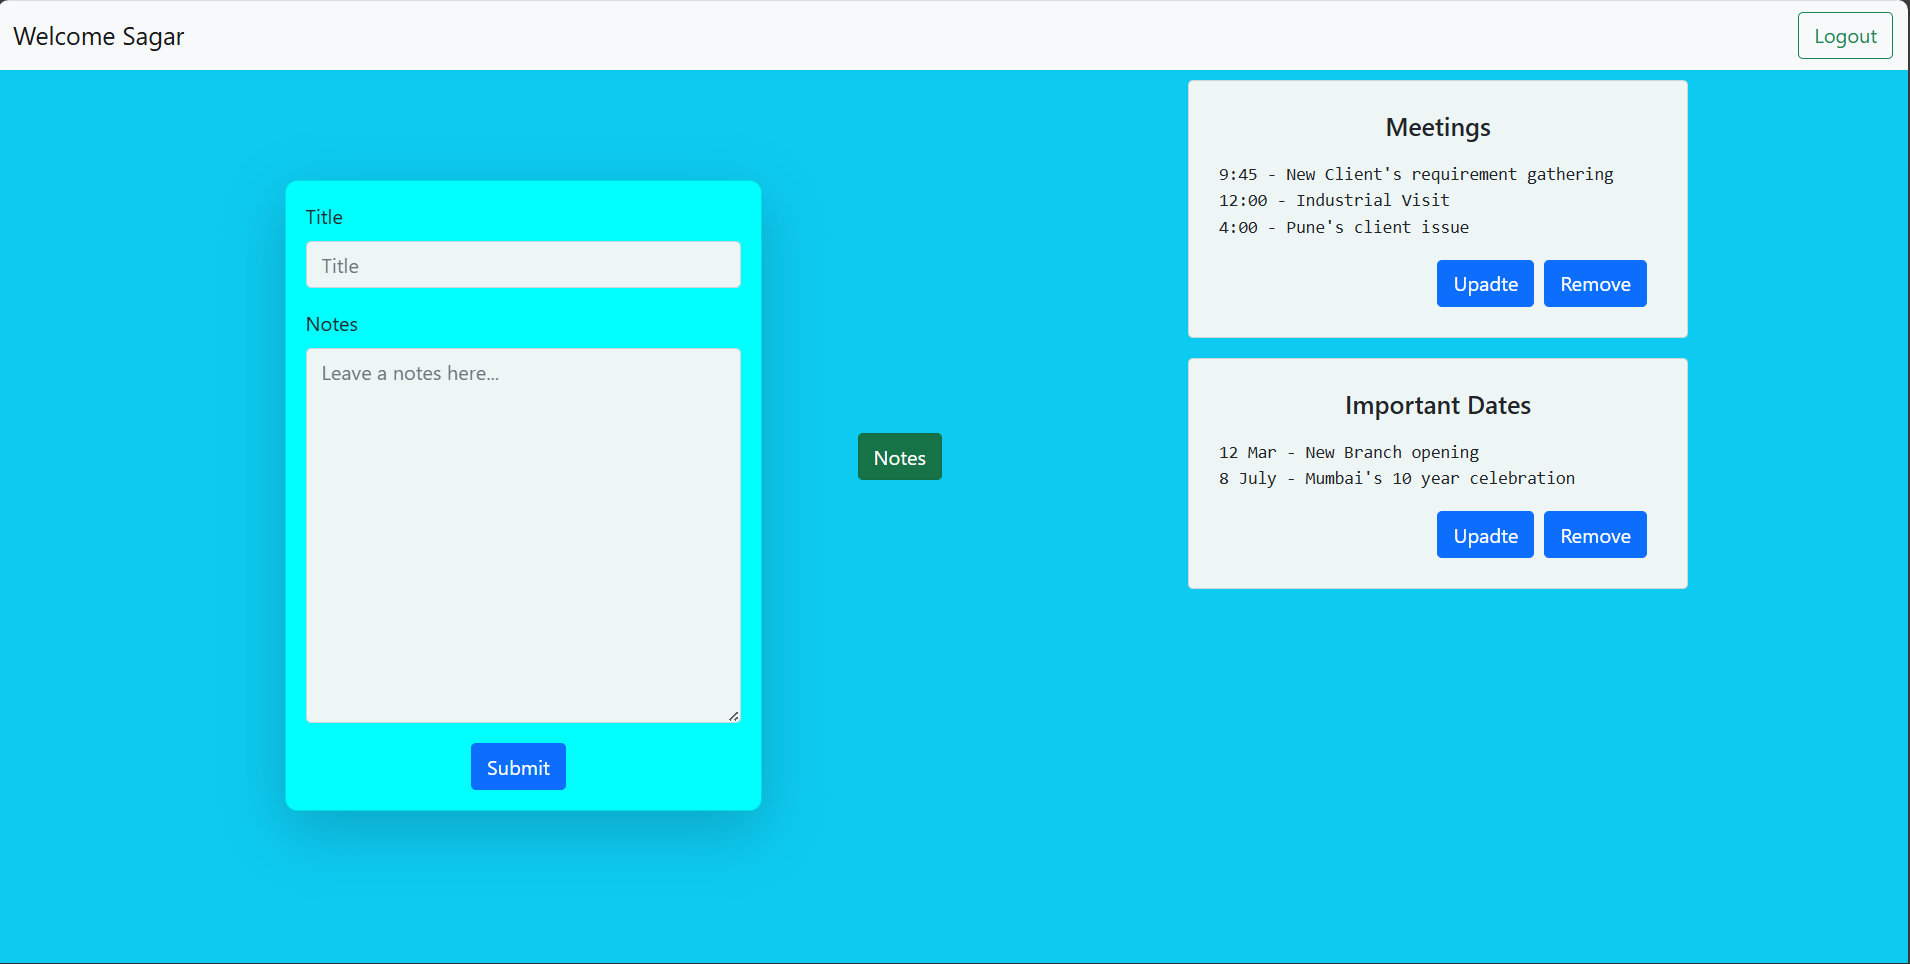 Welcome Sagar
Logout
Title
Title
Notes
Leave a notes here...
Submit
Notes
Meetings
9:45 - New Client's requirement gathering
12:00 - Industrial Visit
4:00 - Pune's client issue
Upadte
Remove
Important Dates
12 Mar - New Branch opening
8 July - Mumbai's 10 year celebration
Upadte
Remove